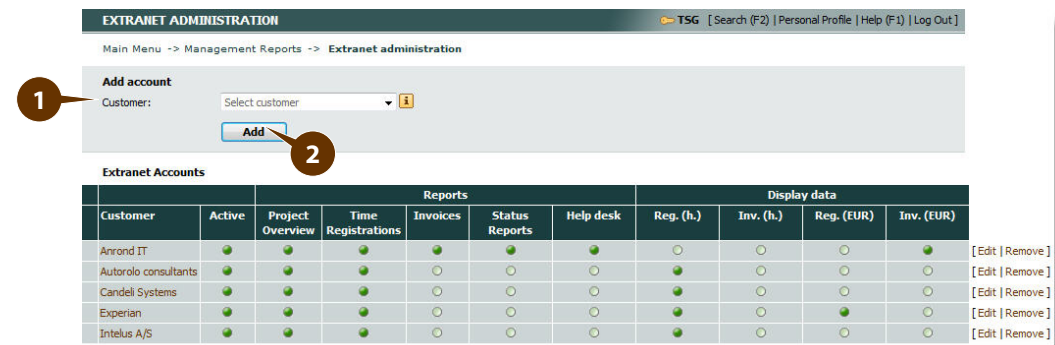 EXTRANET ADMINISTRATION TSG [ Search (F2) | Personal Profile | Help (F1) | Log Out ]
Main Menu -> Management Reports -> Extranet administration
Add account
1
Customer: Select customer i
Add
2
Extranet Accounts
Reports Display data
Customer Active Project Overview Time Registrations Invoices Status Reports Help desk Reg. (h.) Inv. (h.) Reg. (EUR) Inv. (EUR)
Anrond IT [ Edit | Remove ]
Autorolo consultants [ Edit | Remove ]
Candeli Systems [ Edit | Remove ]
Experian [ Edit | Remove ]
Intelus A/S [ Edit | Remove ]